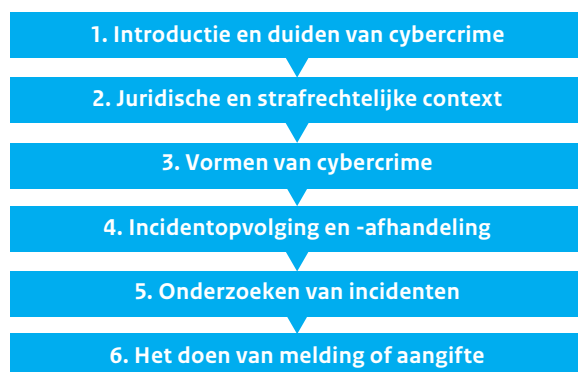 1. Introductie en duiden van cybercrime
2. Juridische en strafrechtelijke context
3. Vormen van cybercrime
4. Incidentopvolging en -afhandeling
5. Onderzoeken van incidenten
6. Het doen van melding of aangifte